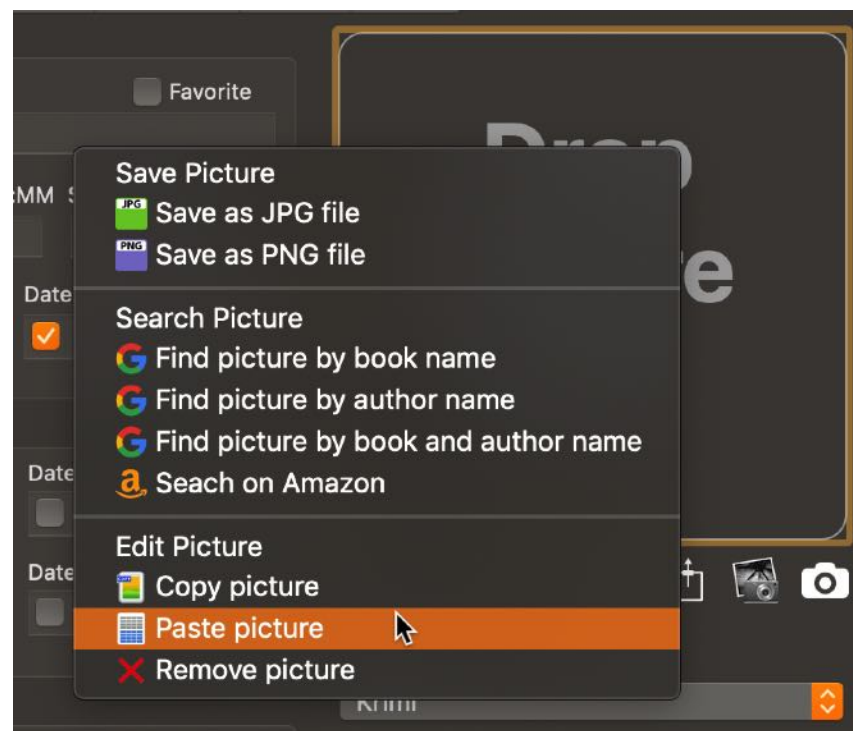 Favorite
Save Picture
MM
JPG Save as JPG file
PNG Save as PNG file
Date
Search Picture
Find picture by book name
Find picture by author name
Find picture by book and author name
Date
Seach on Amazon
Edit Picture
Date
Copy picture
Paste picture
Remove picture
Krimi